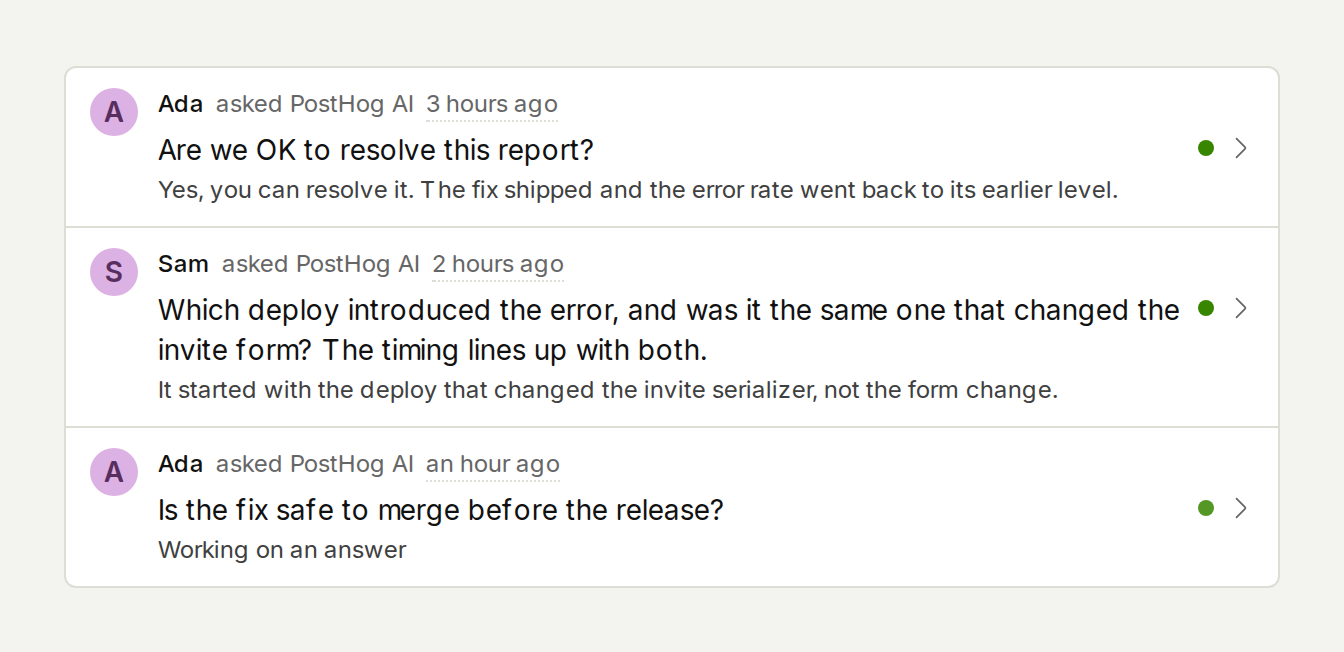 A
Ada asked PostHog AI 3 hours ago
Are we OK to resolve this report?
Yes, you can resolve it. The fix shipped and the error rate went back to its earlier level.
S
Sam asked PostHog AI 2 hours ago
Which deploy introduced the error, and was it the same one that changed the
invite form? The timing lines up with both.
It started with the deploy that changed the invite serializer, not the form change.
A
Ada asked PostHog AI an hour ago
Is the fix safe to merge before the release?
Working on an answer